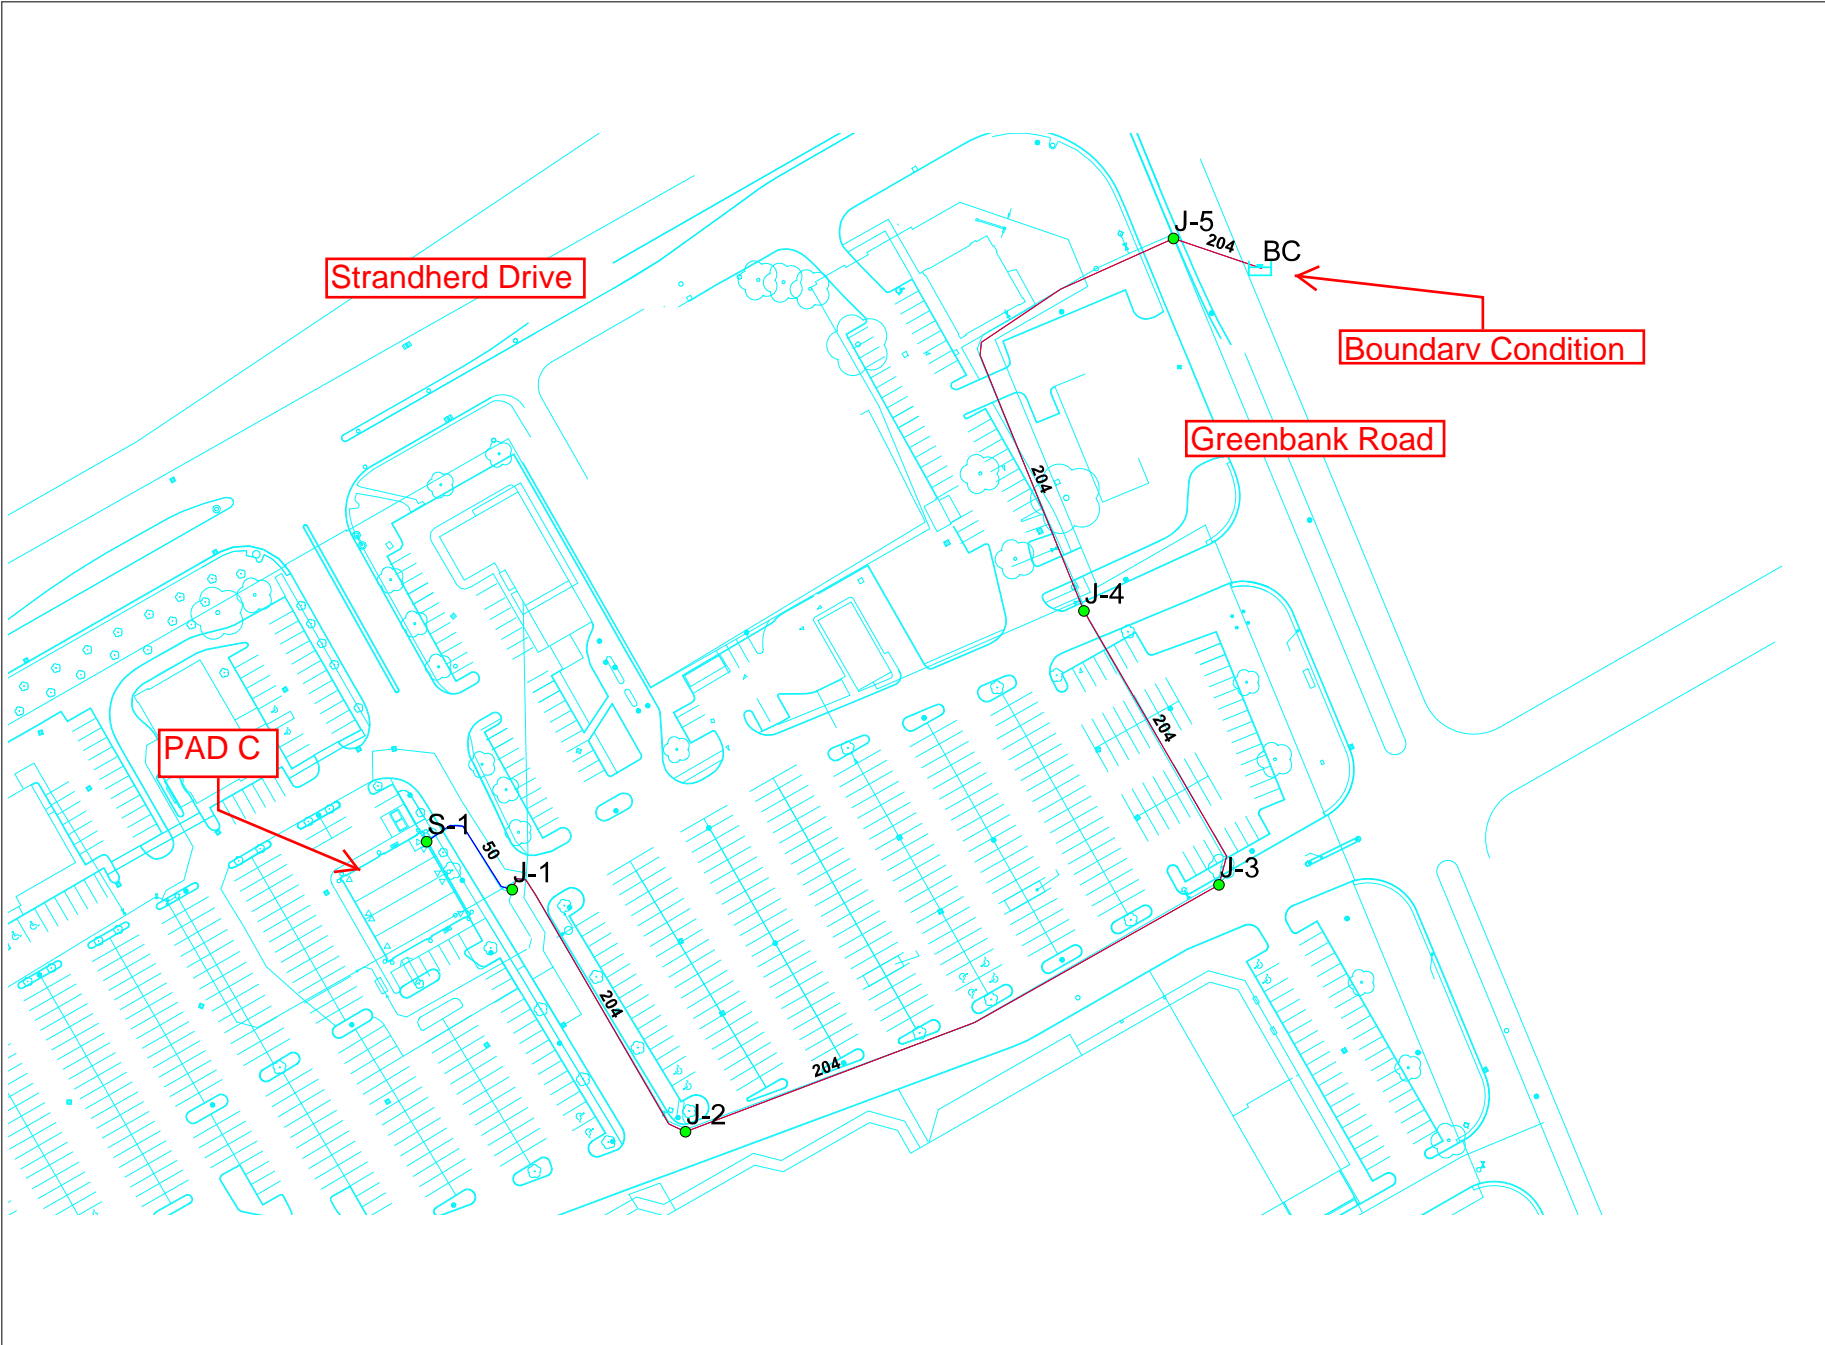 J-5
204
BC
Strandherd Drive
Boundary Condition
Greenbank Road
204
J-4
204
PAD C
S-1
50
J-1
J-3
204
204
J-2